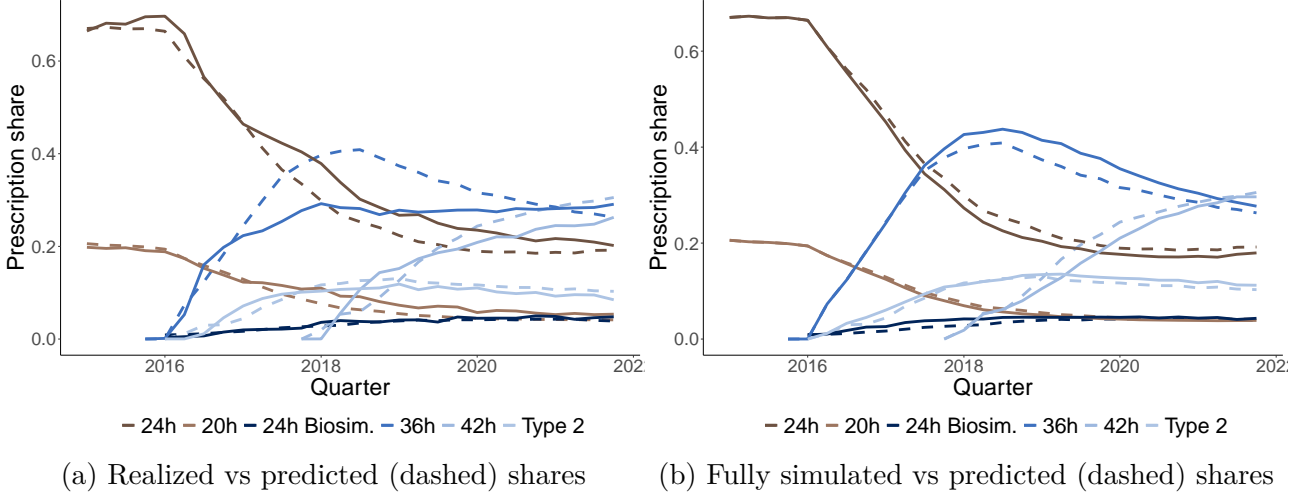 Prescription share
0.6
0.4
0.2
0.0
2016
2018
2020
2022
Quarter
24h 20h 24h Biosim. 36h 42h Type 2
(a) Realized vs predicted (dashed) shares
Prescription share
0.6
0.4
0.2
0.0
2016
2018
2020
2022
Quarter
24h 20h 24h Biosim. 36h 42h Type 2
(b) Fully simulated vs predicted (dashed) shares